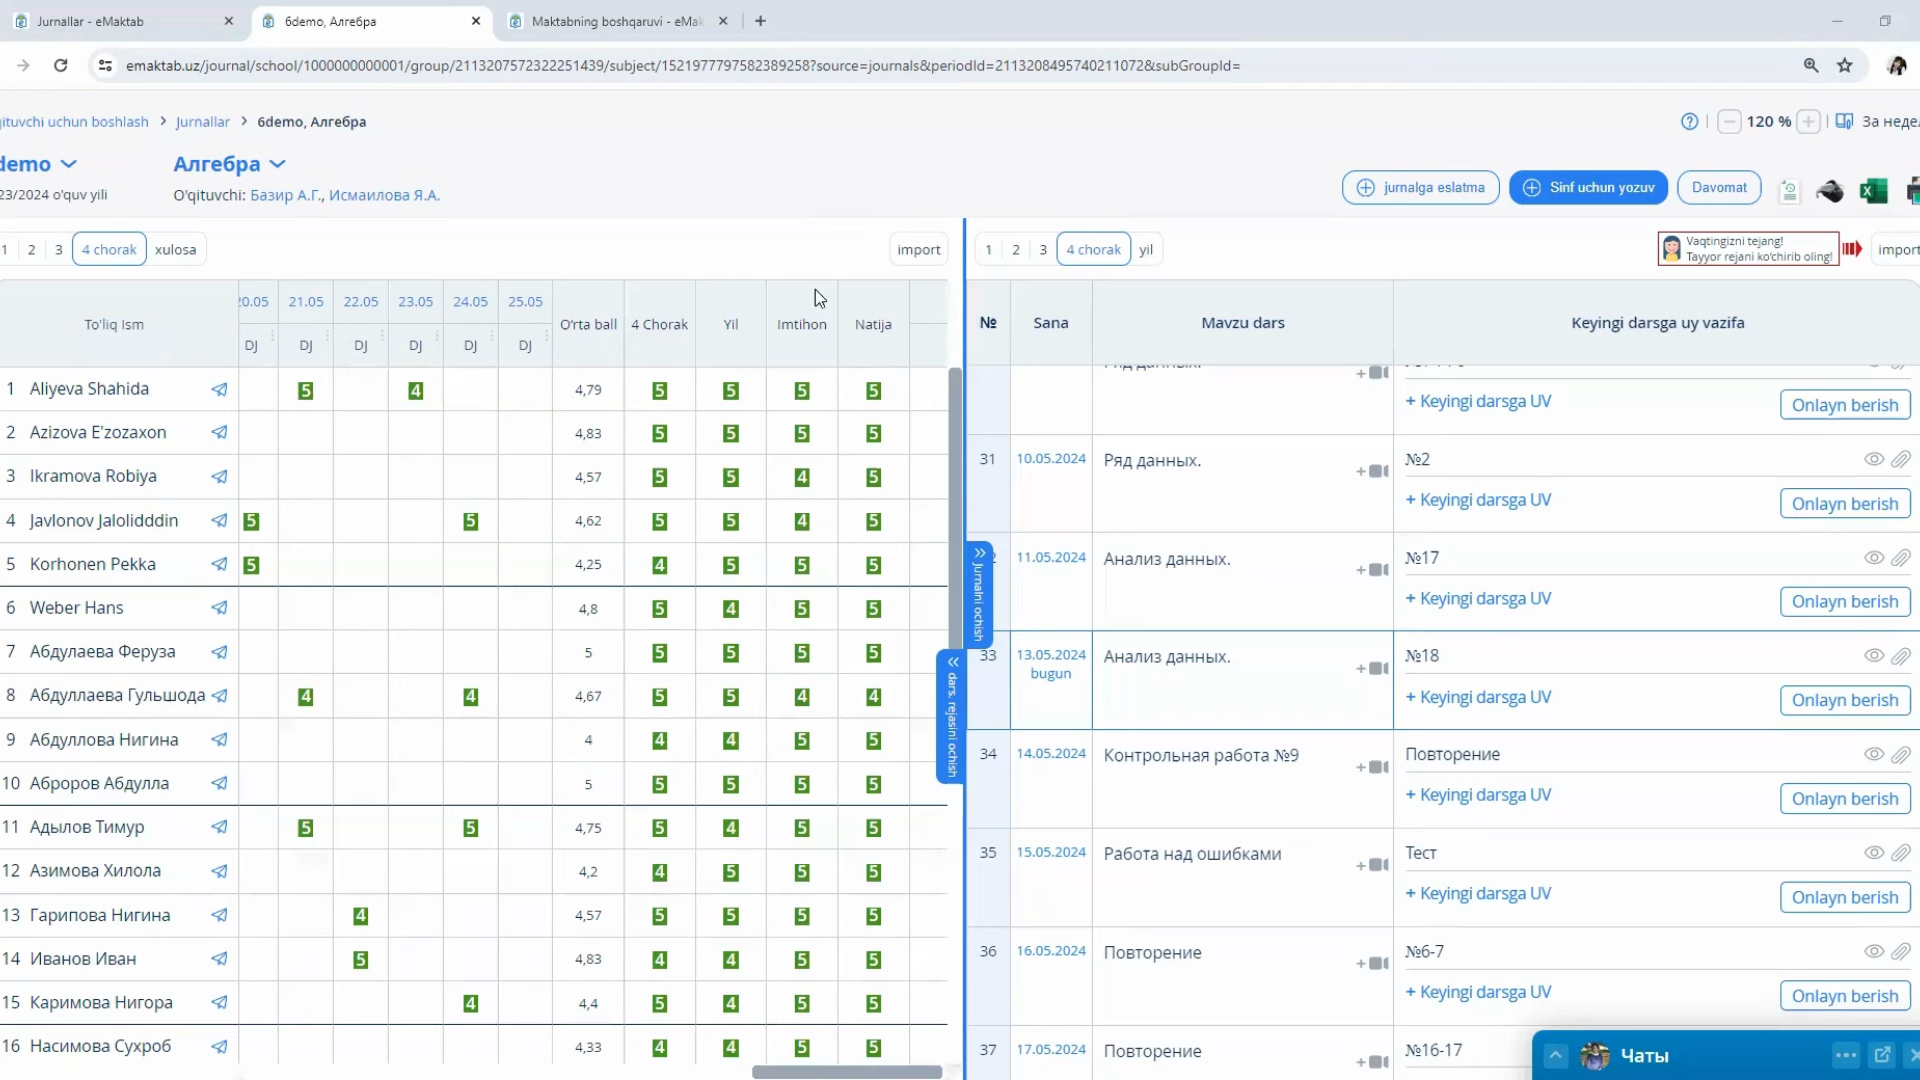 Jurnallar - eMaktab
6demo, Алгебра
Maktabning boshqaruvi - eMak
emaktab.uz/journal/school/1000000000001/group/2113207572322251439/subject/1521977797582389258?source=journals&periodId=2113208495740211072&subGroupId=
qituvchi uchun boshlash > Jurnallar > 6demo, Алгебра
120 %
За недел
demo
Алгебра
23/2024 o'quv yili
O'qituvchi: Базир А.Г., Исмаилова Я.А.
jurnalga eslatma
Sinf uchun yozuv
Davomat
1 2 3 4 chorak xulosa
import
1 2 3 4 chorak yil
Vaqtingizni tejang!
Tayyor rejani ko'chirib oling!
import
To'liq Ism
20.05 21.05 22.05 23.05 24.05 25.05
DJ DJ DJ DJ DJ DJ
O'rta ball 4 Chorak Yil Imtihon Natija
1 Aliyeva Shahida 5 4 4,79 5 5 5 5
2 Azizova E'zozaxon 4,83 5 5 5 5
3 Ikramova Robiya 4,57 5 5 4 5
4 Javlonov Jalolidddin 5 5 4,62 5 5 4 5
5 Korhonen Pekka 5 4,25 4 5 5 5
6 Weber Hans 4,8 5 4 5 5
7 Абдулаева Феруза 5 5 5 5 5
8 Абдуллаева Гульшода 4 4 4,67 5 5 4 4
9 Абдуллова Нигина 4 4 4 5 5
10 Аброров Абдулла 5 5 5 5 5
11 Адылов Тимур 5 5 4,75 5 4 5 5
12 Азимова Хилола 4,2 4 5 5 5
13 Гарипова Нигина 4 4,57 5 5 5 5
14 Иванов Иван 5 4,83 4 4 5 5
15 Каримова Нигора 4 4,4 5 4 5 5
16 Насимова Сухроб 4,33 4 4 5 5
Jurnalni ochish
dars. rejasini ochish
№ Sana Mavzu dars Keyingi darsga uy vazifa
Ряд данных.
+ Keyingi darsga UV Onlayn berish
31 10.05.2024 Ряд данных. №2
+ Keyingi darsga UV Onlayn berish
2 11.05.2024 Анализ данных. №17
+ Keyingi darsga UV Onlayn berish
33 13.05.2024 Анализ данных. №18
bugun
+ Keyingi darsga UV Onlayn berish
34 14.05.2024 Контрольная работа №9 Повторение
+ Keyingi darsga UV Onlayn berish
35 15.05.2024 Работа над ошибками Тест
+ Keyingi darsga UV Onlayn berish
36 16.05.2024 Повторение №6-7
+ Keyingi darsga UV Onlayn berish
37 17.05.2024 Повторение №16-17
Чаты